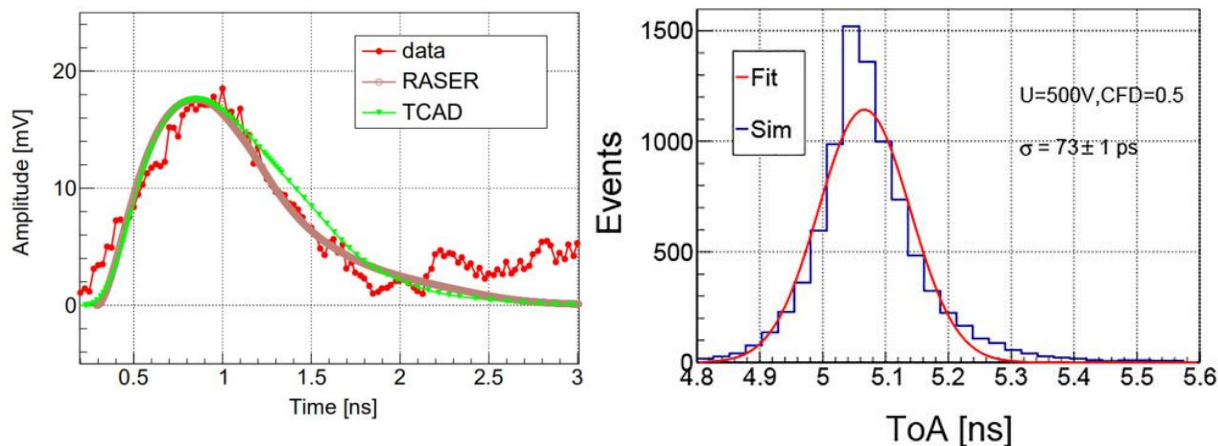 Amplitude [mV]
20
10
0
data
RASER
TCAD
0.5 1 1.5 2 2.5 3
Time [ns]
Events
1500
1000
500
0
Fit
Sim
U=500V,CFD=0.5
σ = 73± 1 ps
4.8 4.9 5 5.1 5.2 5.3 5.4 5.5 5.6
ToA [ns]